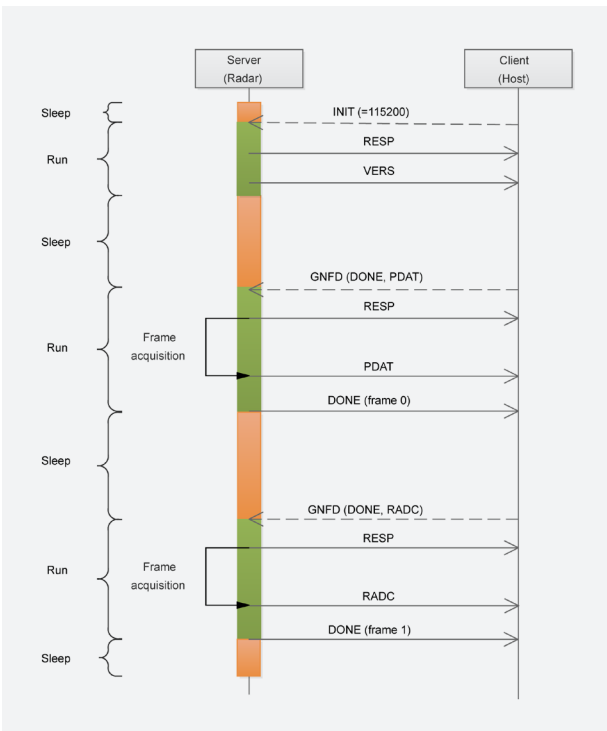 Server
(Radar)
Client
(Host)
Sleep
INIT (=115200)
Run
RESP
VERS
Sleep
GNFD (DONE, PDAT)
RESP
Run
Frame
acquisition
PDAT
DONE (frame 0)
Sleep
GNFD (DONE, RADC)
RESP
Run
Frame
acquisition
RADC
DONE (frame 1)
Sleep